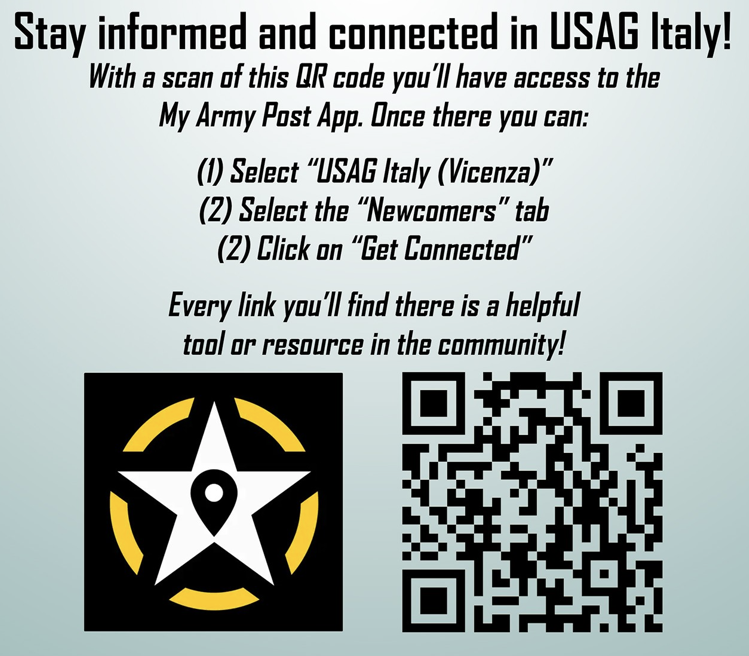 Stay informed and connected in USAG Italy!
With a scan of this QR code you'll have access to the
My Army Post App. Once there you can:
(1) Select “USAG Italy (Vicenza)”
(2) Select the “Newcomers” tab
(2) Click on “Get Connected”
Every link you'll find there is a helpful
tool or resource in the community!